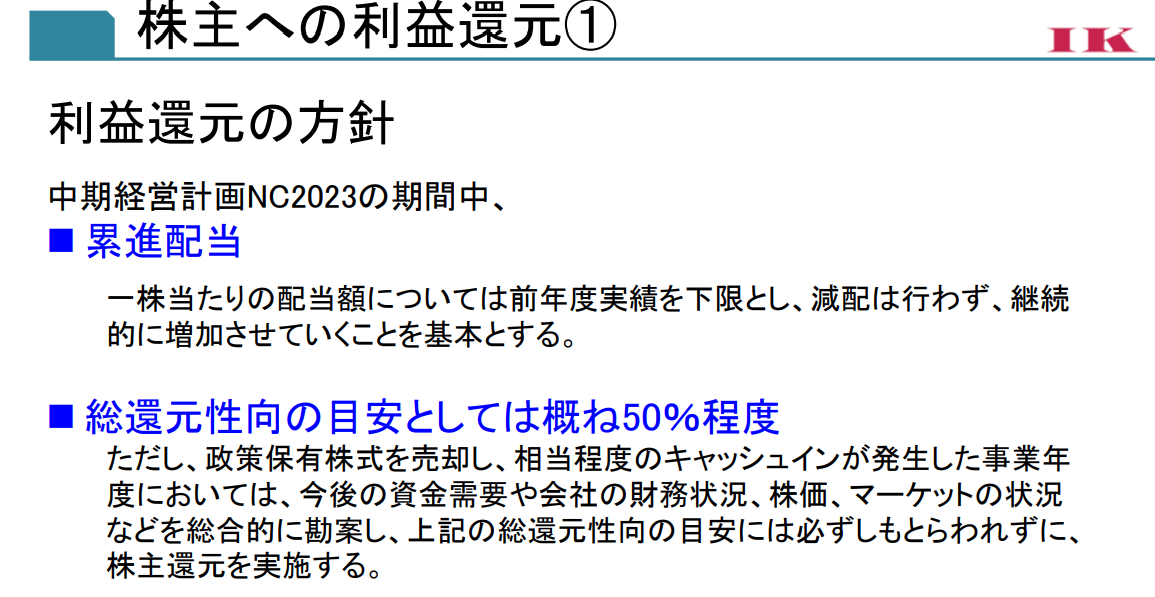 株主への利益還元①
IK
利益還元の方針
中期経営計画NC2023の期間中、
■ 累進配当
一株当たりの配当額については前年度実績を下限とし、減配は行わず、継続
的に増加させていくことを基本とする。
■ 総還元性向の目安としては概ね50%程度
ただし、政策保有株式を売却し、相当程度のキャッシュインが発生した事業年
度においては、今後の資金需要や会社の財務状況、株価、マーケットの状況
などを総合的に勘案し、上記の総還元性向の目安には必ずしもとらわれずに、
株主還元を実施する。